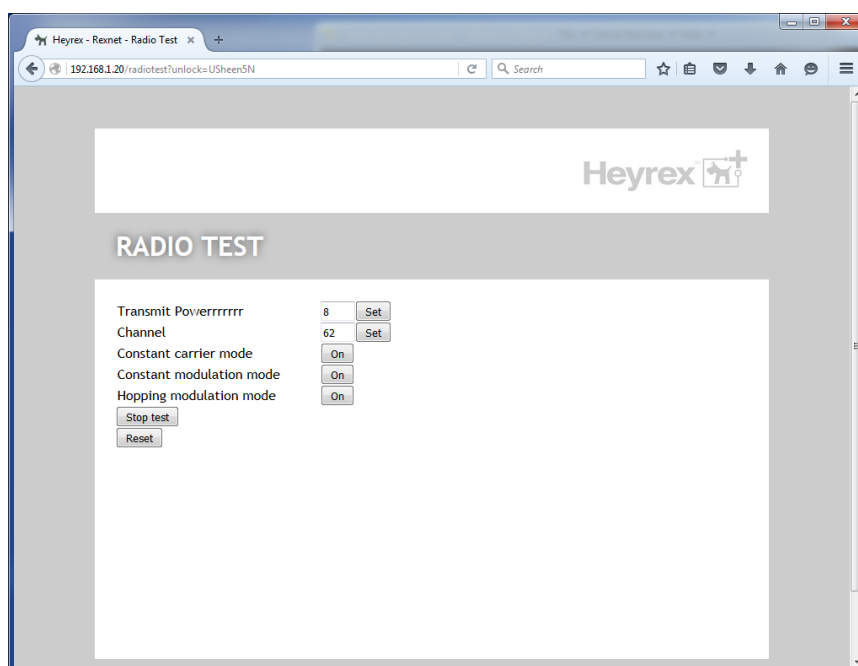 Heyrex - Rexnet - Radio Test
192.168.1.20/radiotest?unlock=USheen5N
Search
Heyrex™
RADIO TEST
Transmit Powerrrrrrr 8 Set
Channel 62 Set
Constant carrier mode On
Constant modulation mode On
Hopping modulation mode On
Stop test
Reset